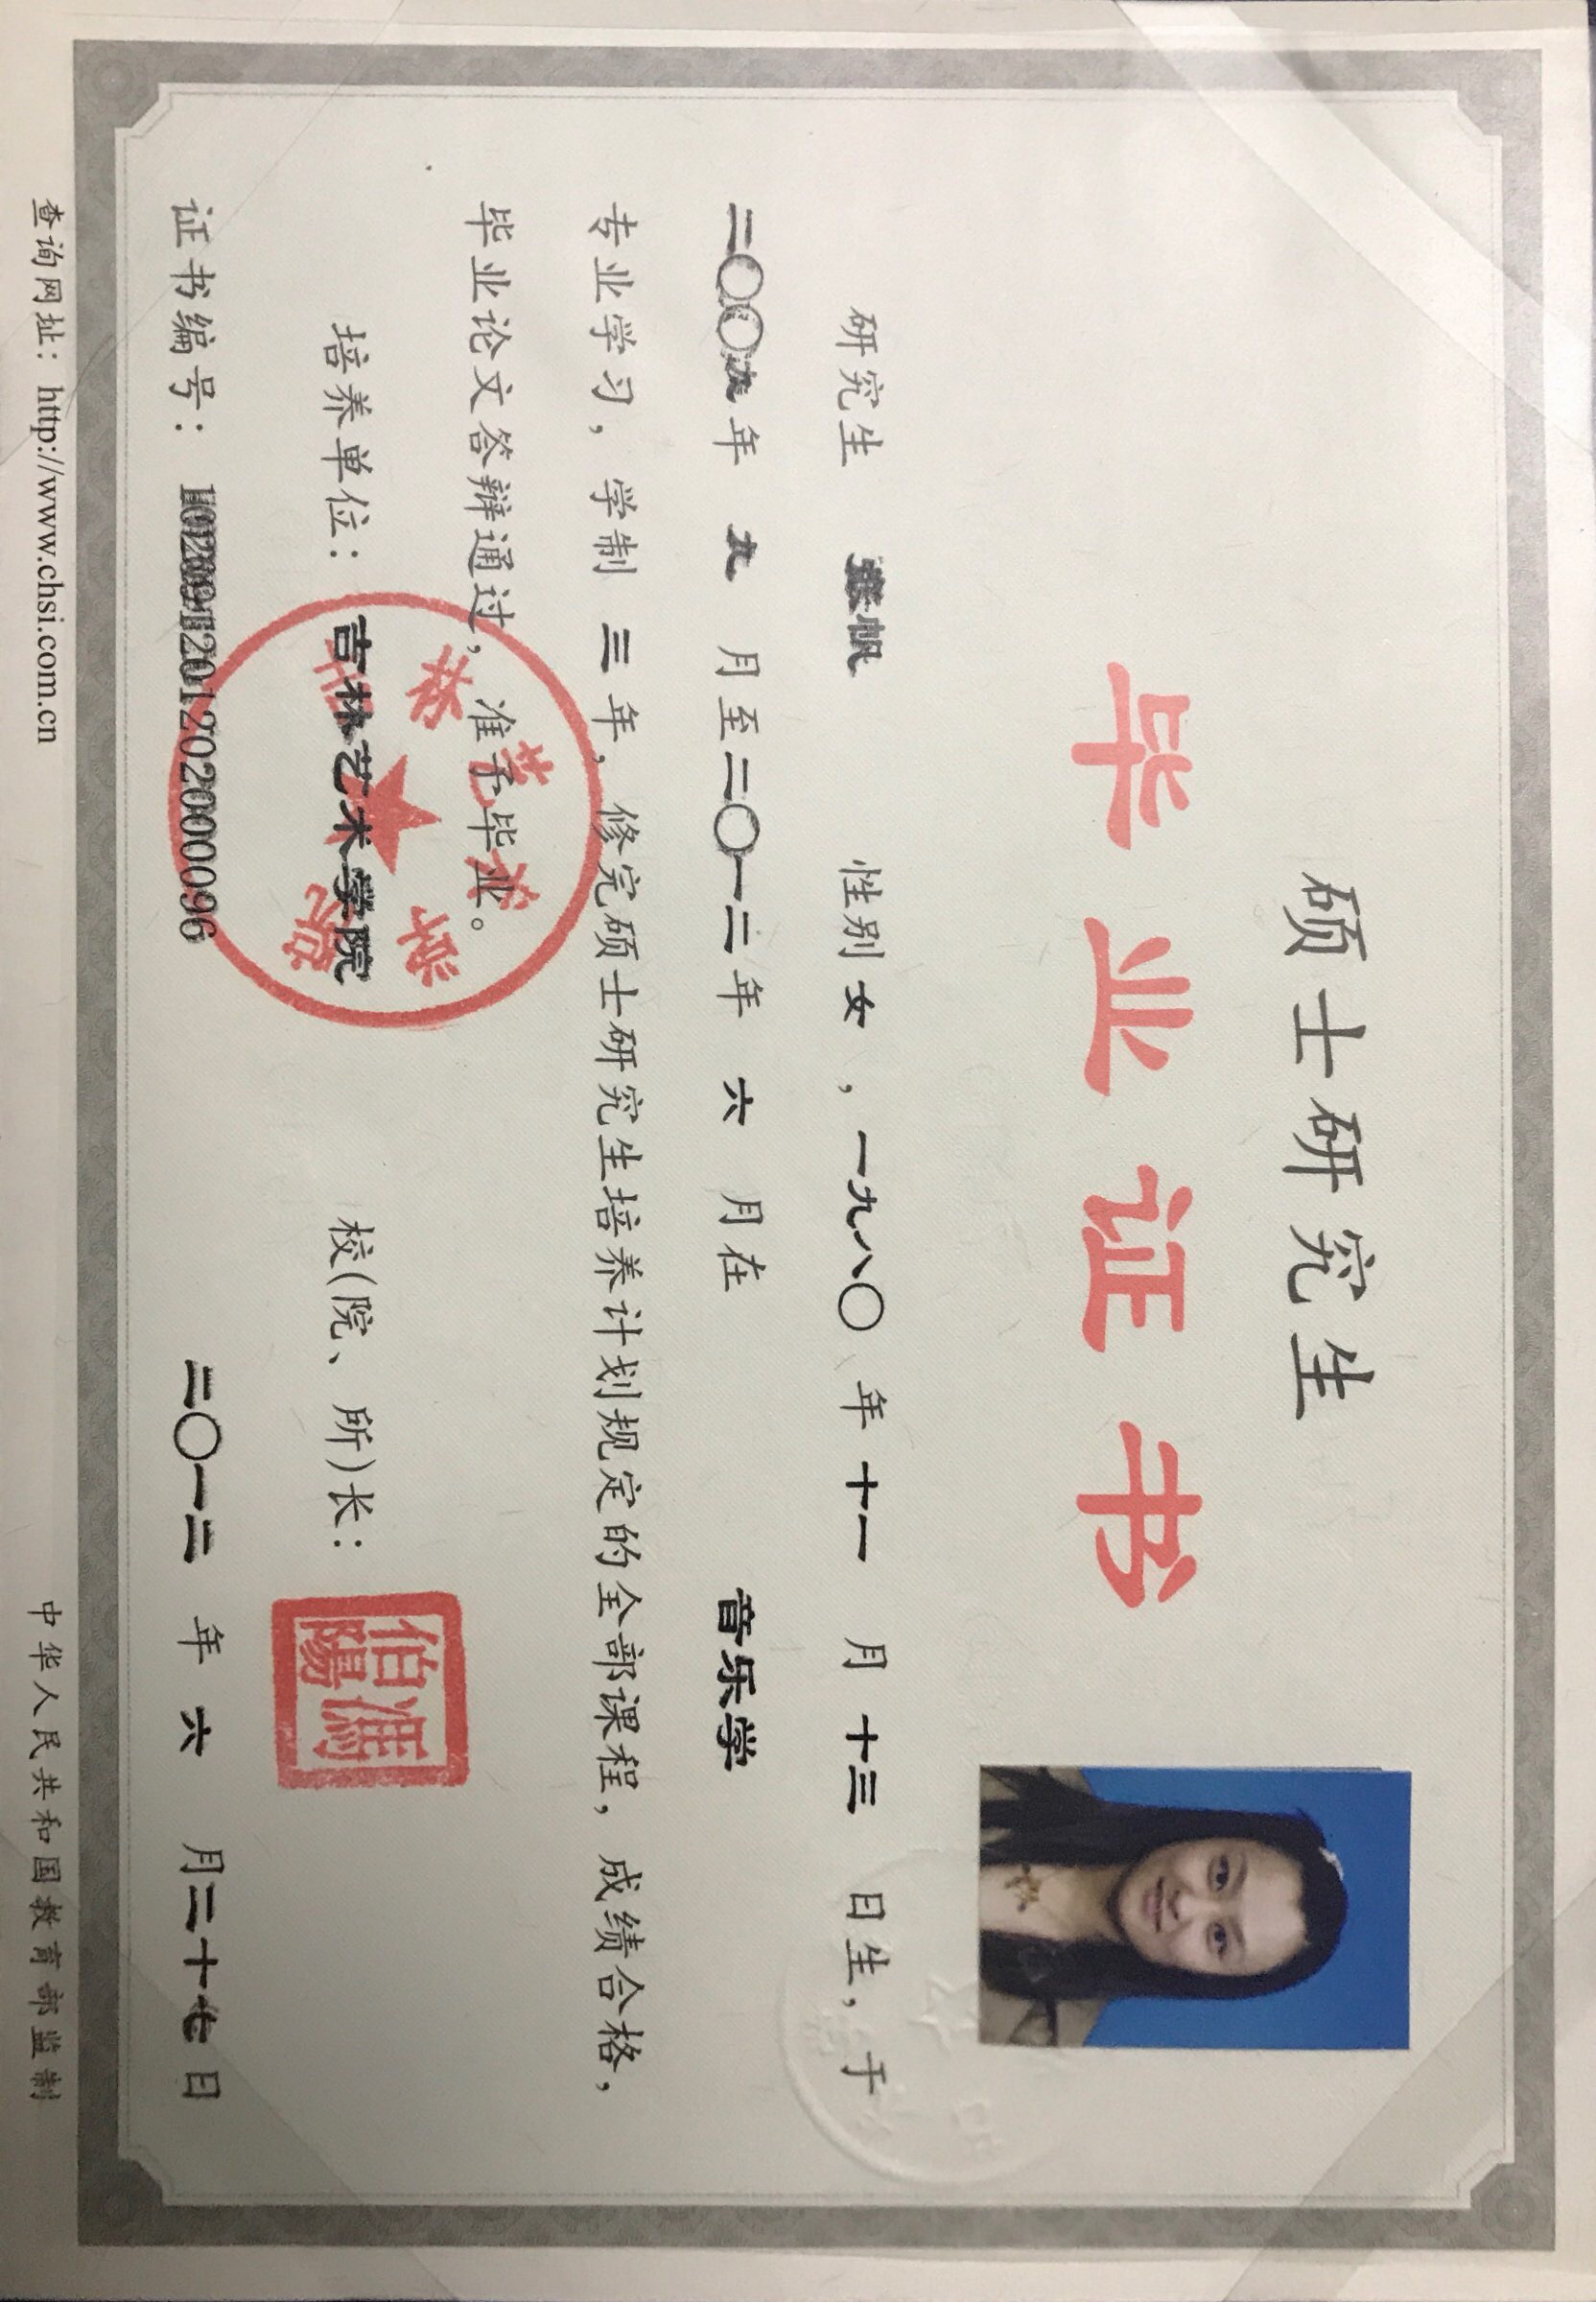 硕士研究生
毕业证书
研究生 张帆 性别 女 , 一九八〇 年 十一 月 十三 日生, 于
二〇〇九年 九 月至二〇一二年 六 月在 音乐学
专业学习, 学制 三 年, 修完硕士研究生培养计划规定的全部课程, 成绩合格,
毕业论文答辩通过, 准予毕业。
培养单位: 吉林艺术学院 校(院、所)长:
证书编号: 二〇一二 年 六 月二十七日
查询网址: http://www.chsi.com.cn 中华人民共和国教育部监制
吉林艺术学院